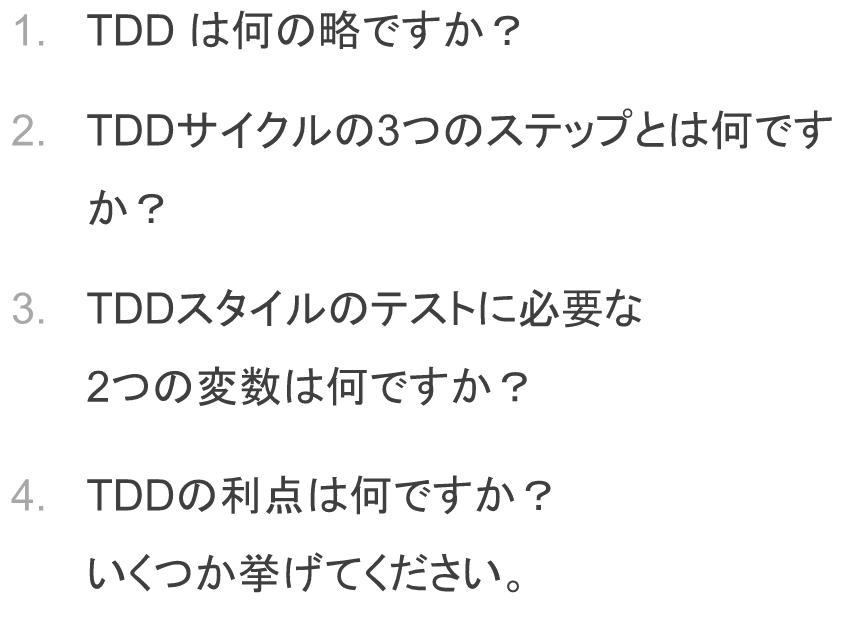 1. TDD は何の略ですか？
2. TDDサイクルの3つのステップとは何です
か？
3. TDDスタイルのテストに必要な
2つの変数は何ですか？
4. TDDの利点は何ですか？
いくつか挙げてください。